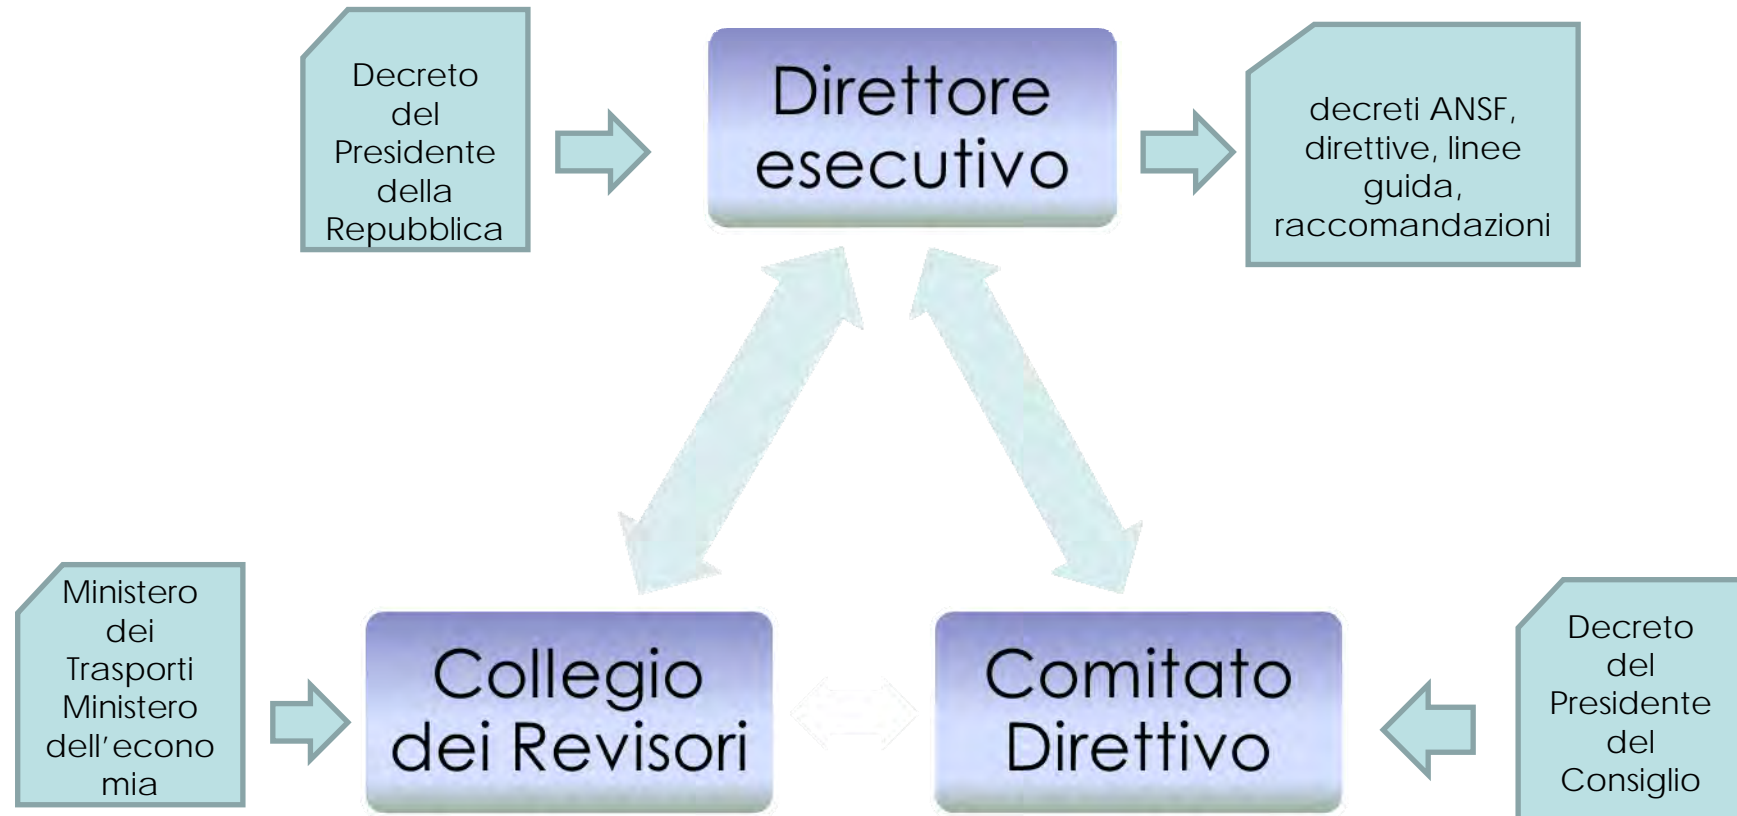 Decreto
del
Presidente
della
Repubblica
Direttore
esecutivo
decreti ANSF,
direttive, linee
guida,
raccomandazioni
Ministero
dei
Trasporti
Ministero
dell'econo
mia
Collegio
dei Revisori
Comitato
Direttivo
Decreto
del
Presidente
del
Consiglio